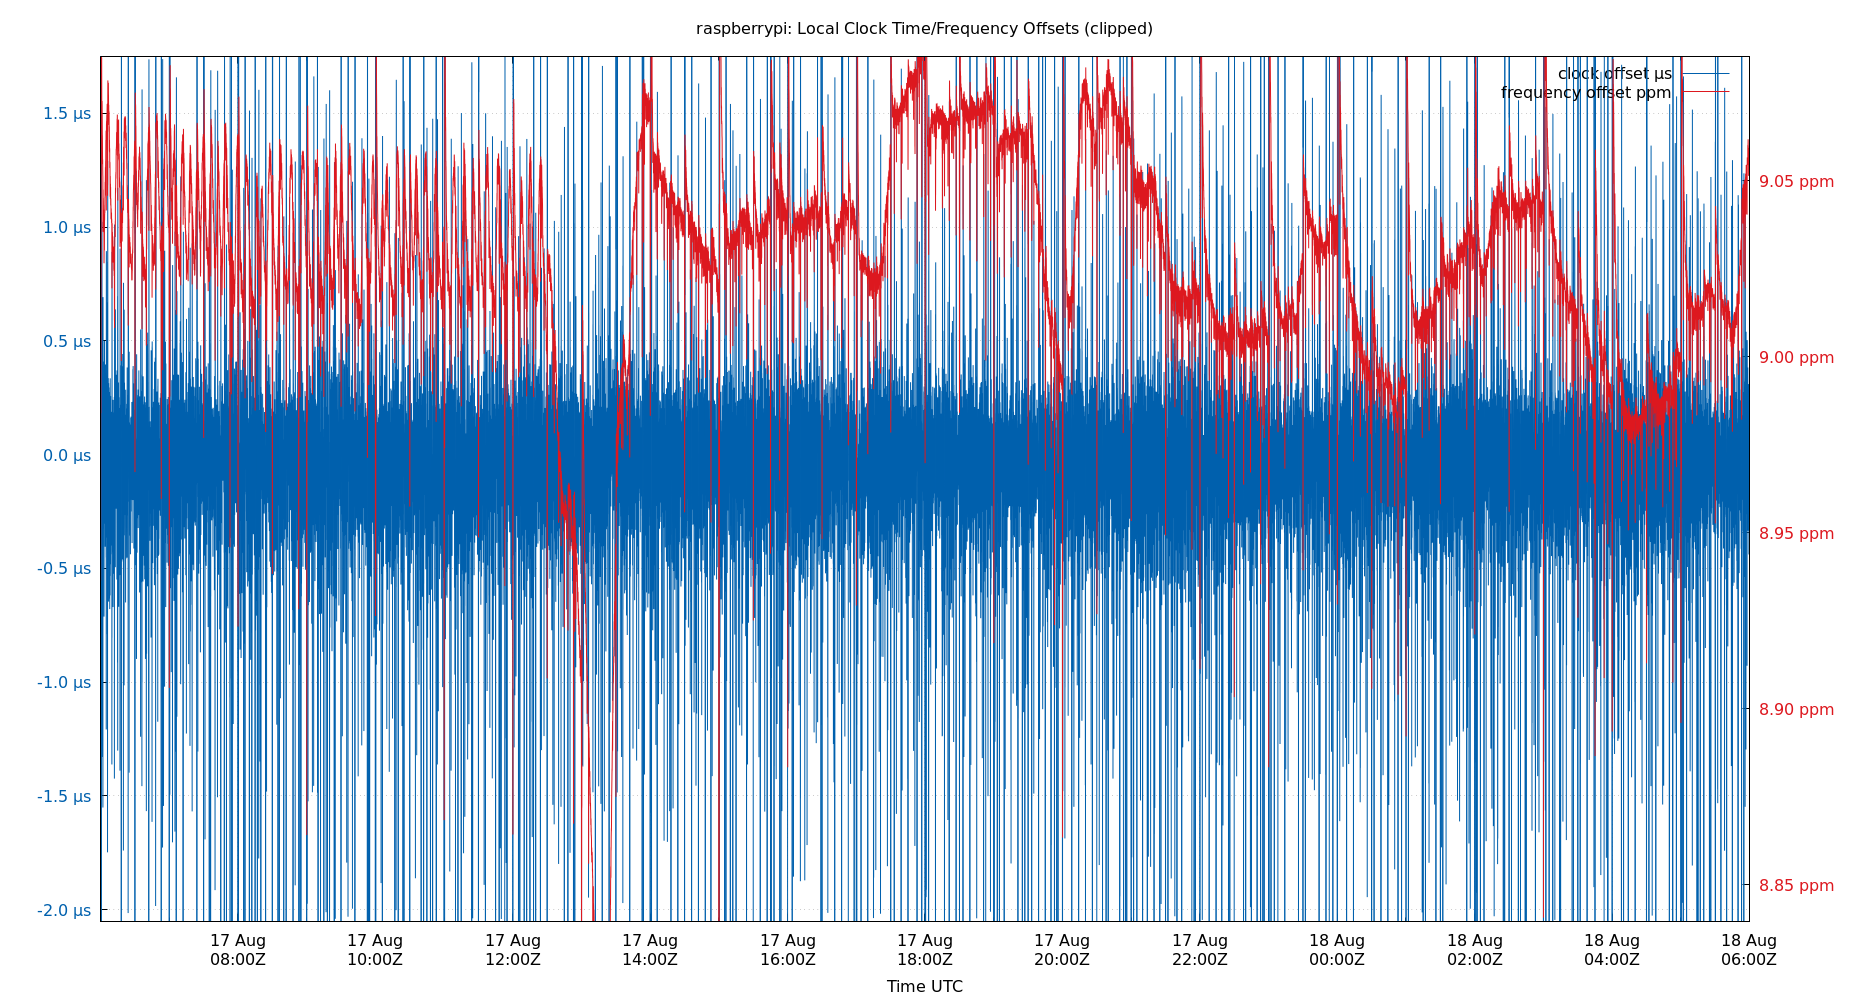 raspberrypi: Local Clock Time/Frequency Offsets (clipped)
clock offset µs
frequency offset ppm
1.5 µs
1.0 µs
0.5 µs
0.0 µs
-0.5 µs
-1.0 µs
-1.5 µs
-2.0 µs
9.05 ppm
9.00 ppm
8.95 ppm
8.90 ppm
8.85 ppm
17 Aug 17 Aug 17 Aug 17 Aug 17 Aug 17 Aug 17 Aug 17 Aug 18 Aug 18 Aug 18 Aug 18 Aug
08:00Z 10:00Z 12:00Z 14:00Z 16:00Z 18:00Z 20:00Z 22:00Z 00:00Z 02:00Z 04:00Z 06:00Z
Time UTC